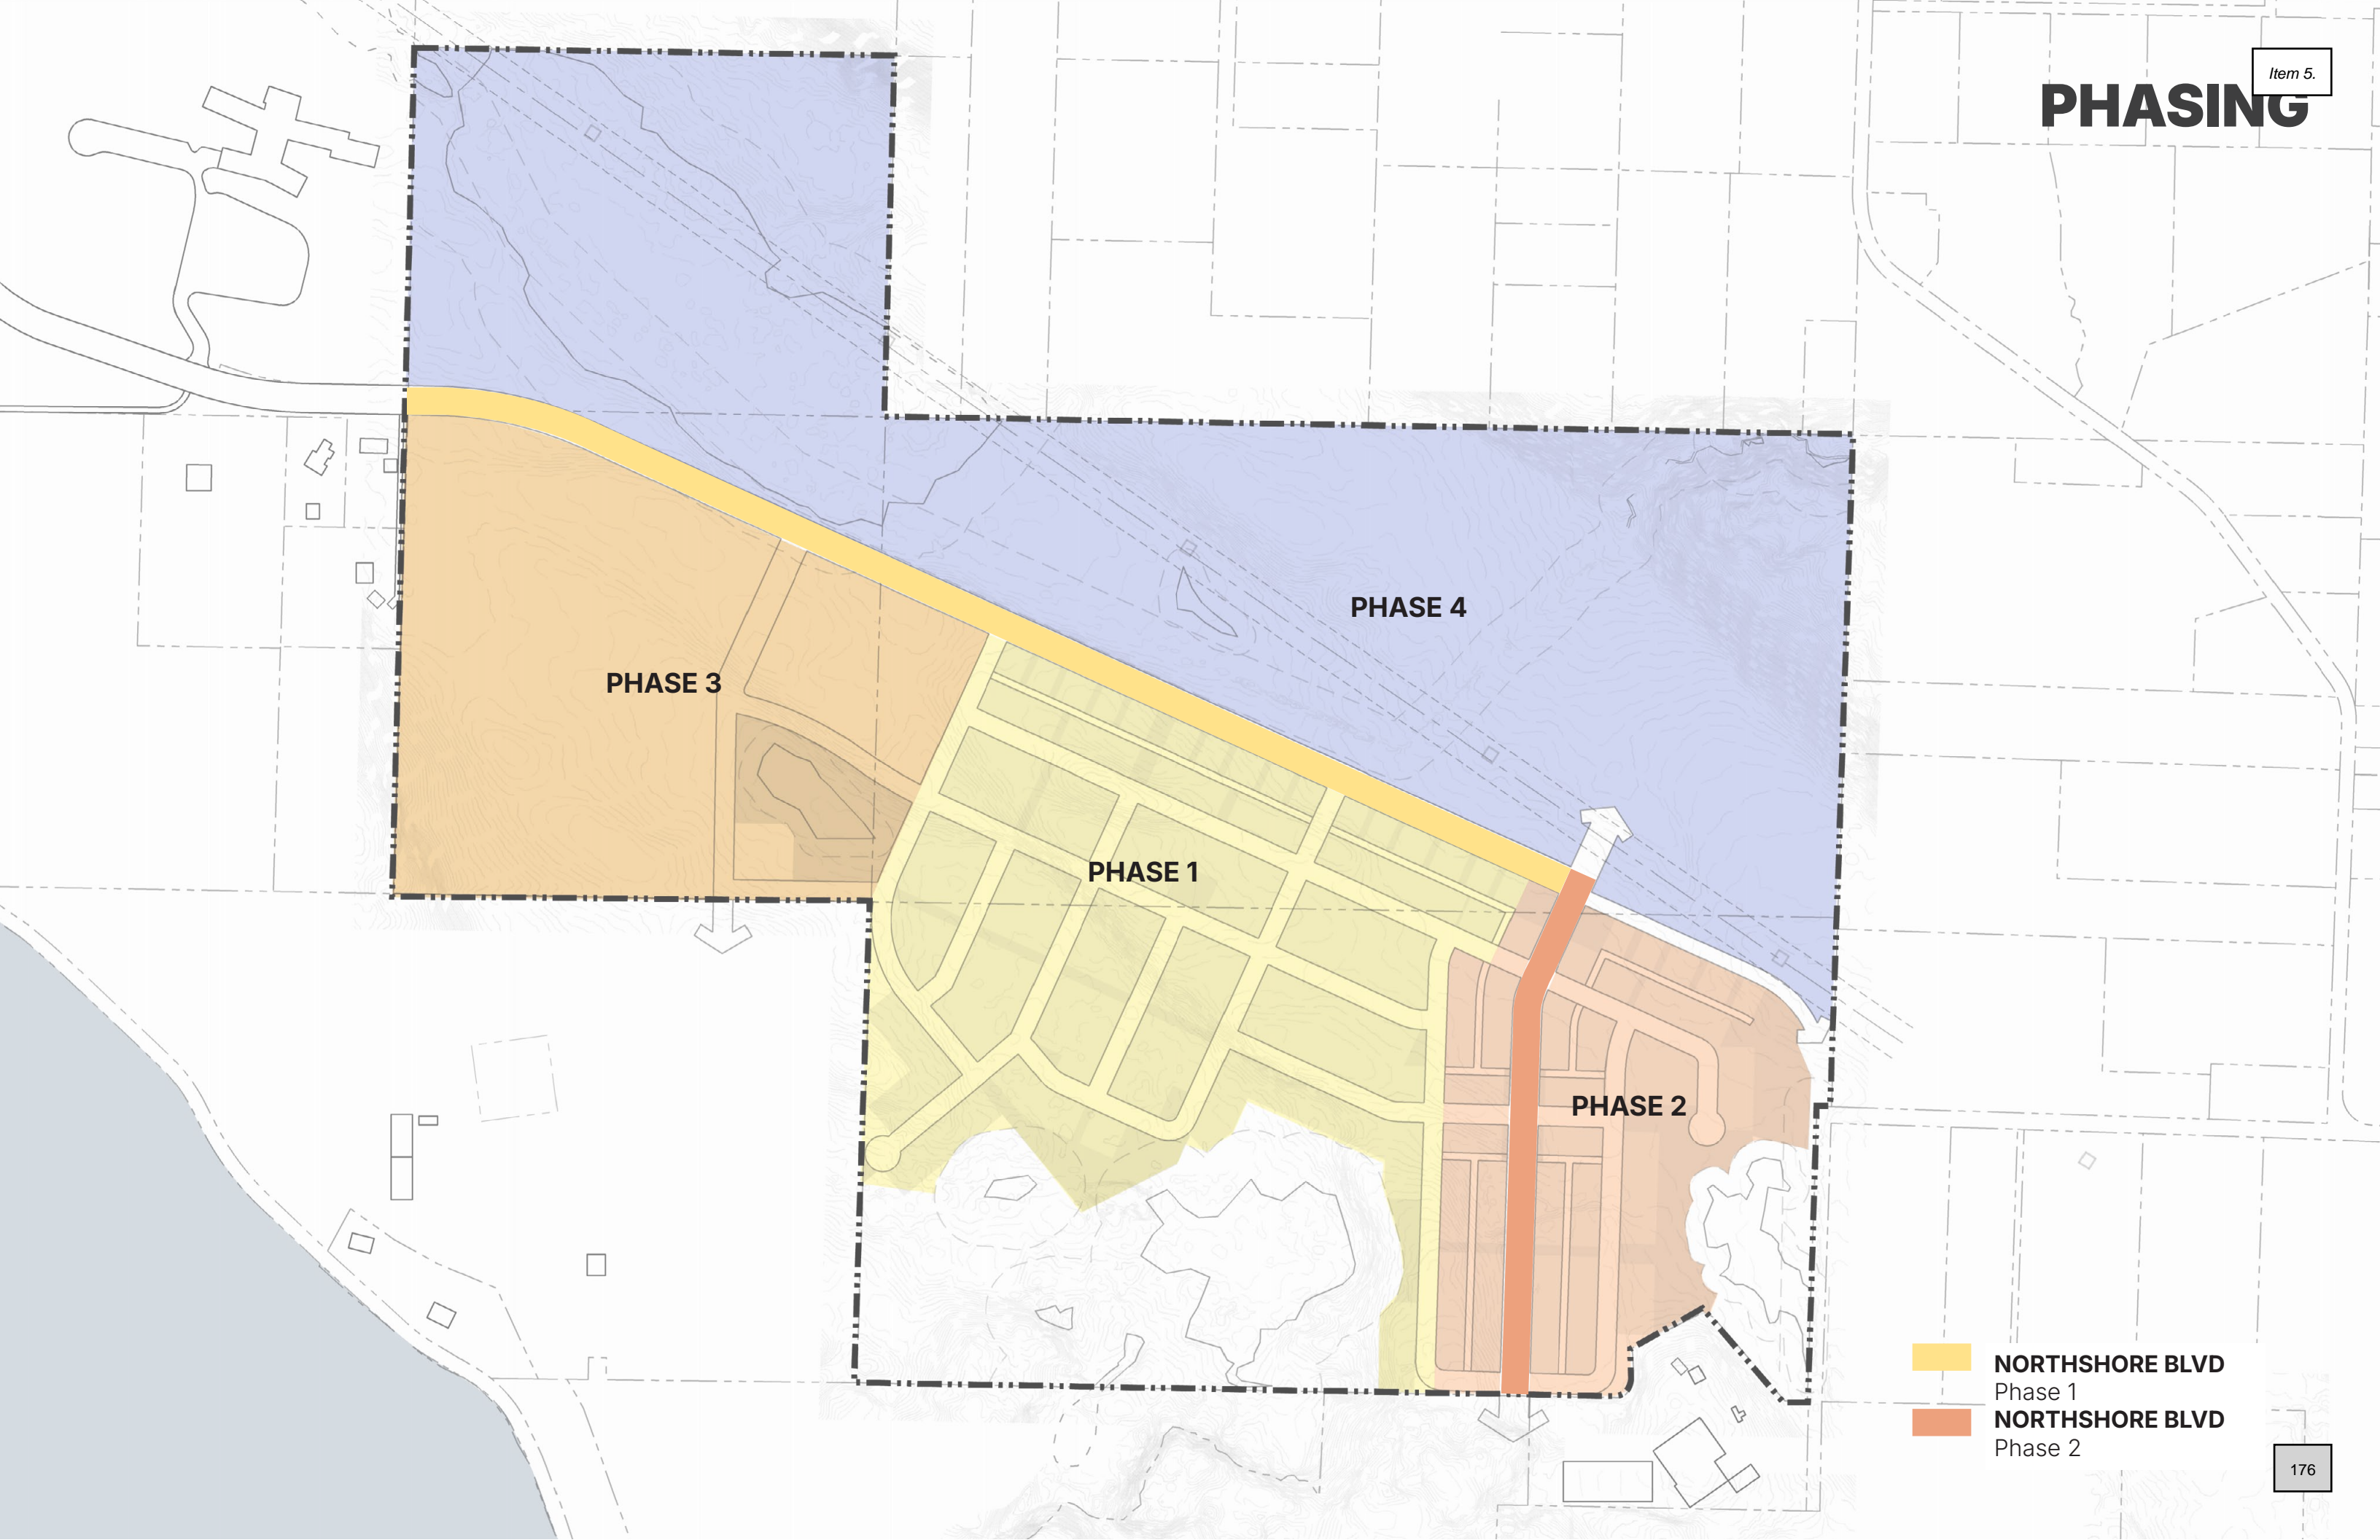 Item 5.
PHASING
PHASE 4
PHASE 3
PHASE 1
PHASE 2
NORTHSHORE BLVD
Phase 1
NORTHSHORE BLVD
Phase 2
176